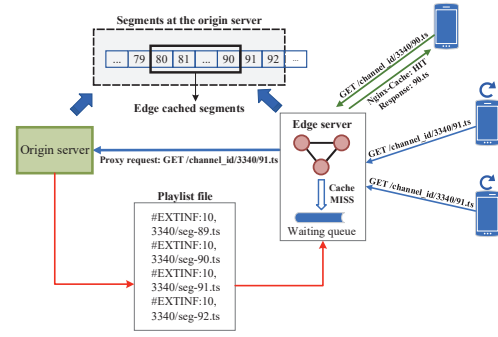 Segments at the origin server
... 79 80 81 ... 90 91 92 ...
Edge cached segments
GET /channel_id/3340/90.ts
Nginx-Cache: HIT
Response: 90.ts
Origin server
Proxy request: GET /channel_id/3340/91.ts
Edge server
Cache
MISS
Waiting queue
GET /channel_id/3340/91.ts
GET /channel_id/3340/91.ts
Playlist file
#EXTINF:10,
3340/seg-89.ts
#EXTINF:10,
3340/seg-90.ts
#EXTINF:10,
3340/seg-91.ts
#EXTINF:10,
3340/seg-92.ts